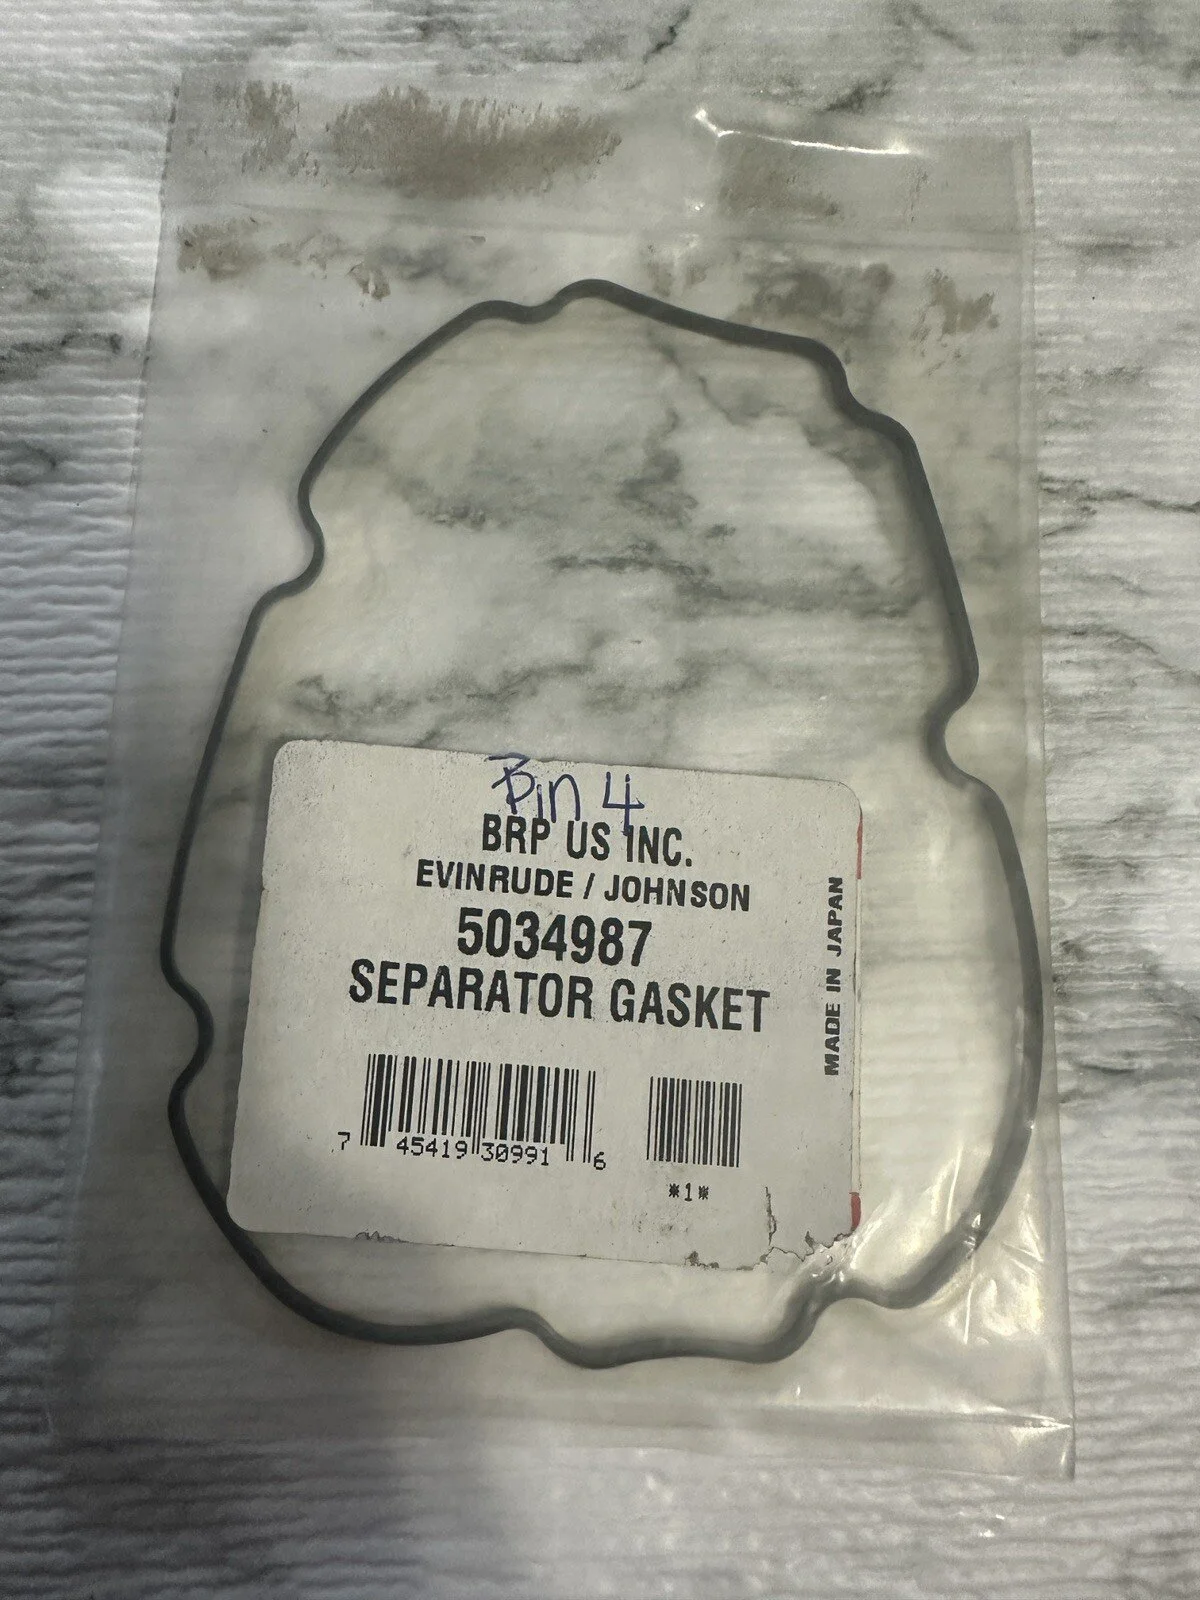 Bin 4
BRP US INC.
EVINRUDE / JOHNSON
5034987
SEPARATOR GASKET
MADE IN JAPAN
7 45419 30991 6
*1*